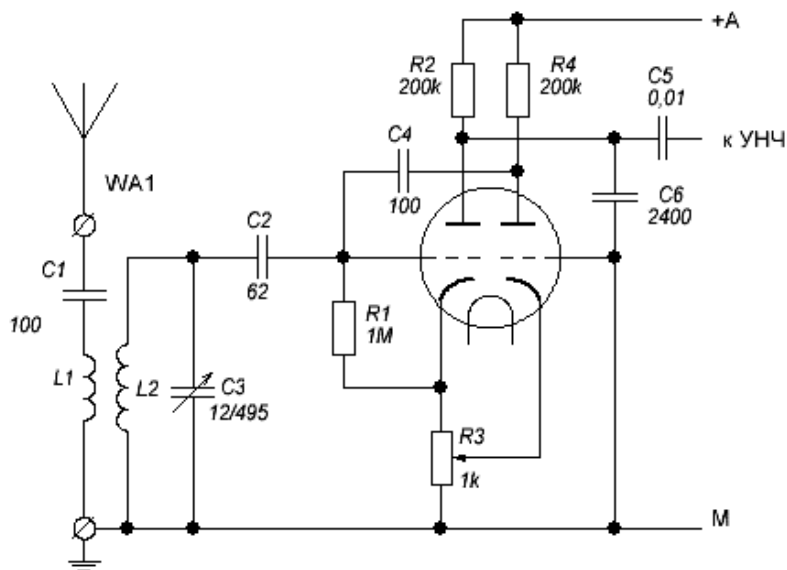 +A
R2
200k
R4
200k
C5
0,01
к УНЧ
C4
100
C6
2400
WA1
C2
62
C1
100
R1
1M
L1
L2
C3
12/495
R3
1k
M